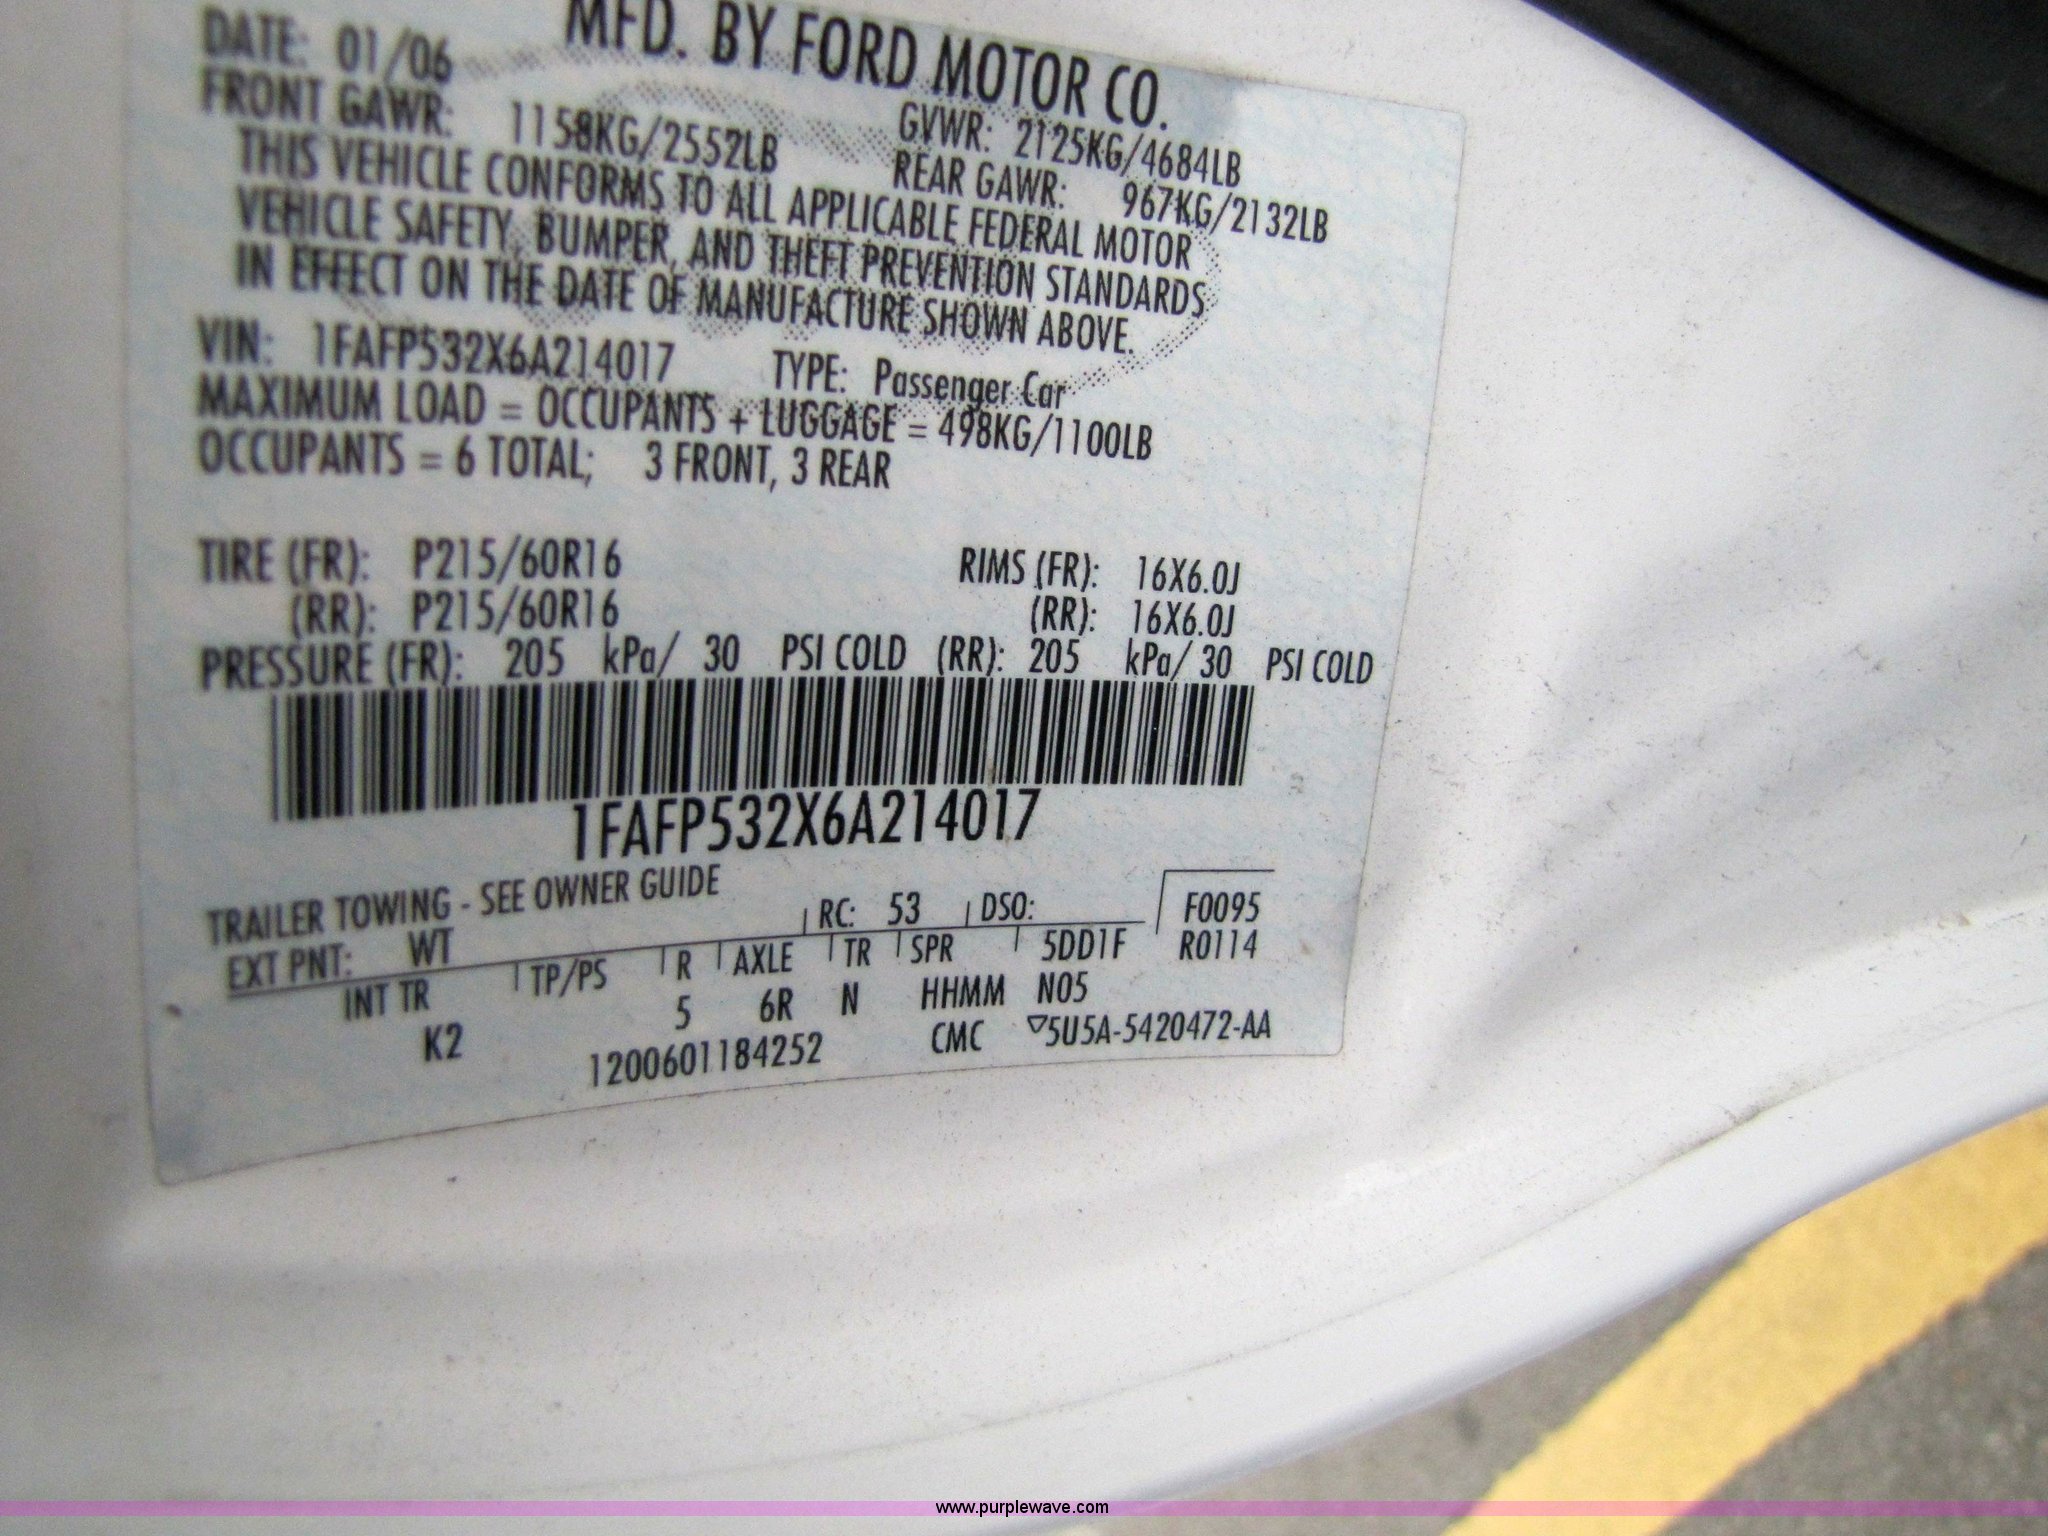 MFD. BY FORD MOTOR CO.
DATE: 01/06
GVWR: 2125KG/4684LB
FRONT GAWR: 1158KG/2552LB
REAR GAWR: 967KG/2132LB
THIS VEHICLE CONFORMS TO ALL APPLICABLE FEDERAL MOTOR
VEHICLE SAFETY, BUMPER, AND THEFT PREVENTION STANDARDS
IN EFFECT ON THE DATE OF MANUFACTURE SHOWN ABOVE.
VIN: 1FAFP532X6A214017 TYPE: Passenger Car
MAXIMUM LOAD = OCCUPANTS + LUGGAGE = 498KG/1100LB
OCCUPANTS = 6 TOTAL; 3 FRONT, 3 REAR
TIRE (FR): P215/60R16 RIMS (FR): 16X6.0J
(RR): P215/60R16 (RR): 16X6.0J
PRESSURE (FR): 205 kPa/ 30 PSI COLD (RR): 205 kPa/ 30 PSI COLD
1FAFP532X6A214017
TRAILER TOWING - SEE OWNER GUIDE
EXT PNT: WT RC: 53 DSO: F0095
INT TR TP/PS R AXLE TR SPR 5DD1F R0114
K2 5 6R N HHMM N05
1200601184252 CMC ▽5U5A-5420472-AA
www.purplewave.com